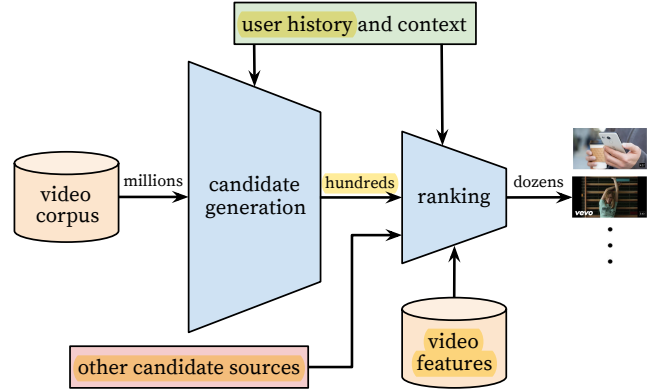 user history and context
millions
candidate
generation
hundreds
ranking
dozens
video
corpus
vevo
other candidate sources
video
features